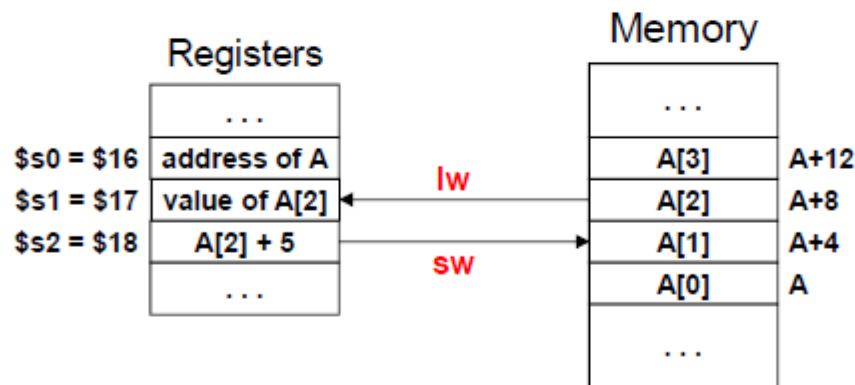 Registers
Memory
. . .
. . .
$s0 = $16 address of A
A[3] A+12
$s1 = $17 value of A[2]
lw
A[2] A+8
$s2 = $18 A[2] + 5
sw
A[1] A+4
. . .
A[0] A
. . .